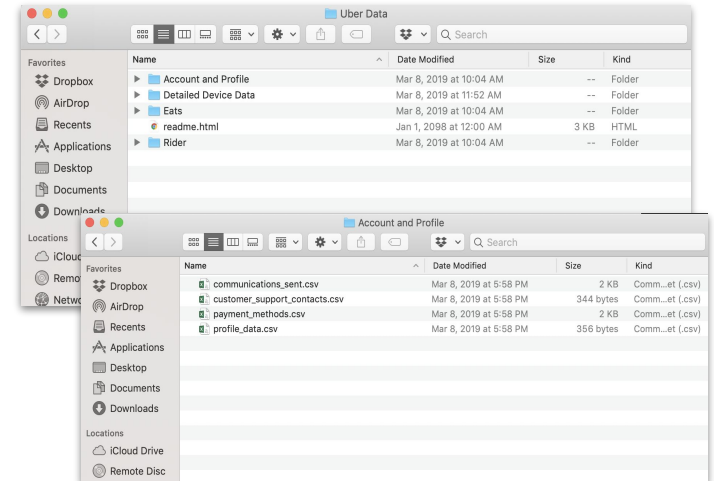 Uber Data
Search
Favorites
Name Date Modified Size Kind
Dropbox
Account and Profile Mar 8, 2019 at 10:04 AM -- Folder
AirDrop
Detailed Device Data Mar 8, 2019 at 11:52 AM -- Folder
Recents
Eats Mar 8, 2019 at 10:04 AM -- Folder
Applications
readme.html Jan 1, 2098 at 12:00 AM 3 KB HTML
Desktop
Rider Mar 8, 2019 at 10:04 AM -- Folder
Documents
Downloads
Locations
iCloud
Remo
Netwo
Account and Profile
Search
Favorites
Name Date Modified Size Kind
Dropbox
communications_sent.csv Mar 8, 2019 at 5:58 PM 2 KB Comm...et (.csv)
AirDrop
customer_support_contacts.csv Mar 8, 2019 at 5:58 PM 344 bytes Comm...et (.csv)
Recents
payment_methods.csv Mar 8, 2019 at 5:58 PM 2 KB Comm...et (.csv)
Applications
profile_data.csv Mar 8, 2019 at 5:58 PM 356 bytes Comm...et (.csv)
Desktop
Documents
Downloads
Locations
iCloud Drive
Remote Disc